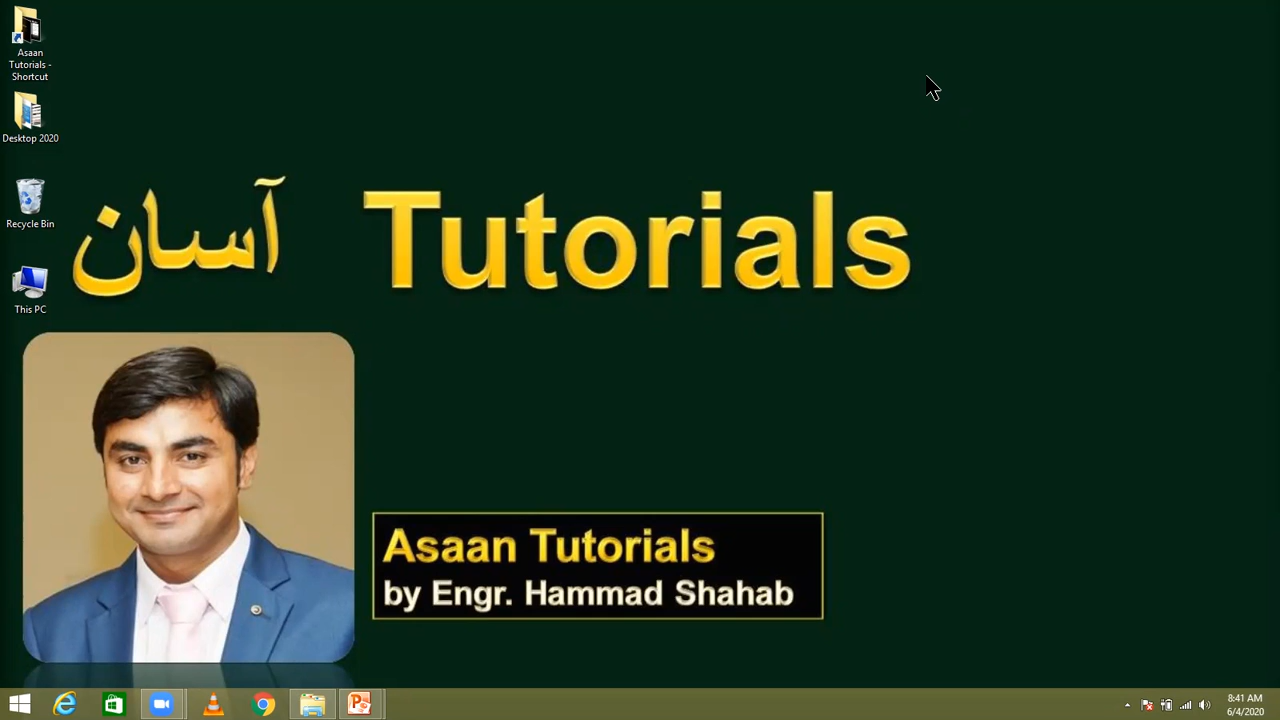 Asaan
Tutorials -
Shortcut
Desktop 2020
Recycle Bin
This PC
آسان Tutorials
Asaan Tutorials
by Engr. Hammad Shahab
8:41 AM
6/4/2020